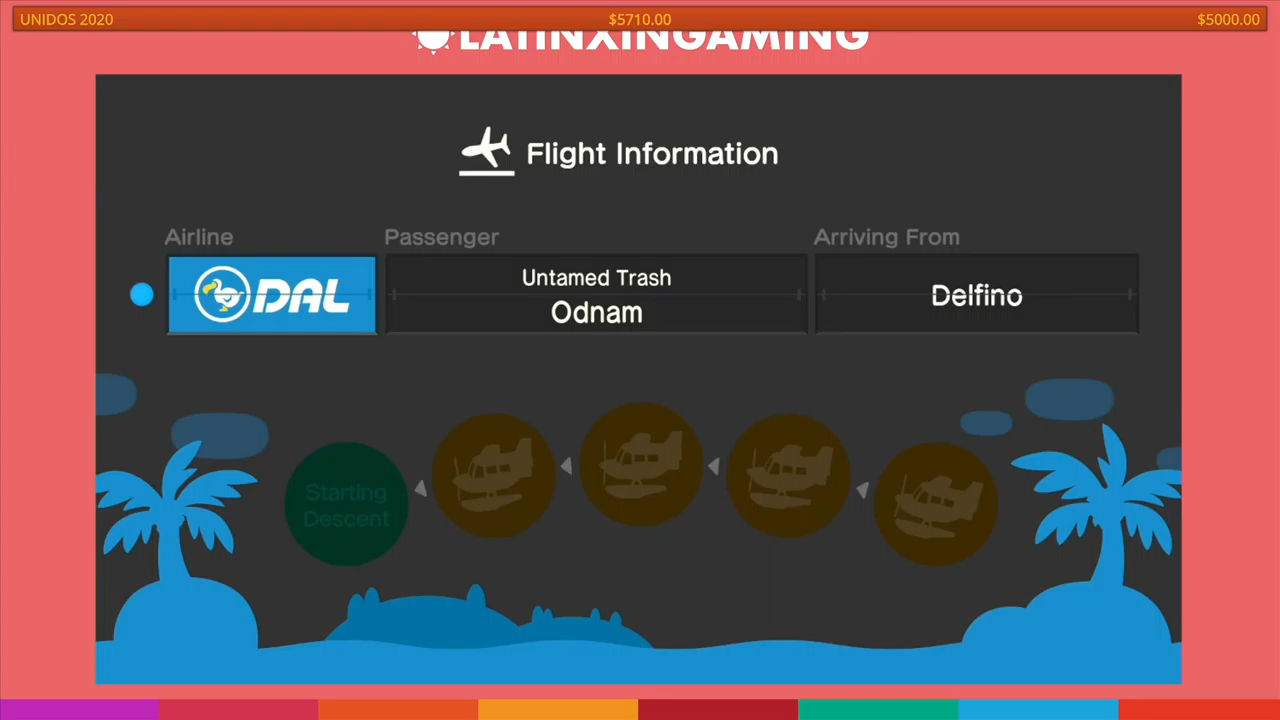 UNIDOS 2020 $5710.00 $5000.00
LATINXINGAMING
Flight Information
Airline Passenger Arriving From
DAL
Untamed Trash
Odnam
Delfino
Starting
Descent